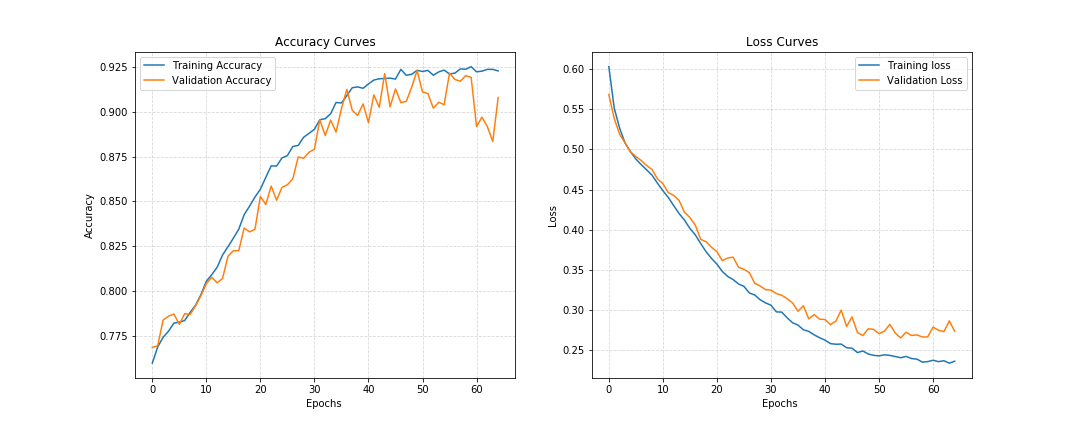 Accuracy Curves
Training Accuracy
Validation Accuracy
0.925
0.900
0.875
0.850
0.825
0.800
0.775
Accuracy
0 10 20 30 40 50 60
Epochs
Loss Curves
Training loss
Validation Loss
0.60
0.55
0.50
0.45
0.40
0.35
0.30
0.25
Loss
0 10 20 30 40 50 60
Epochs